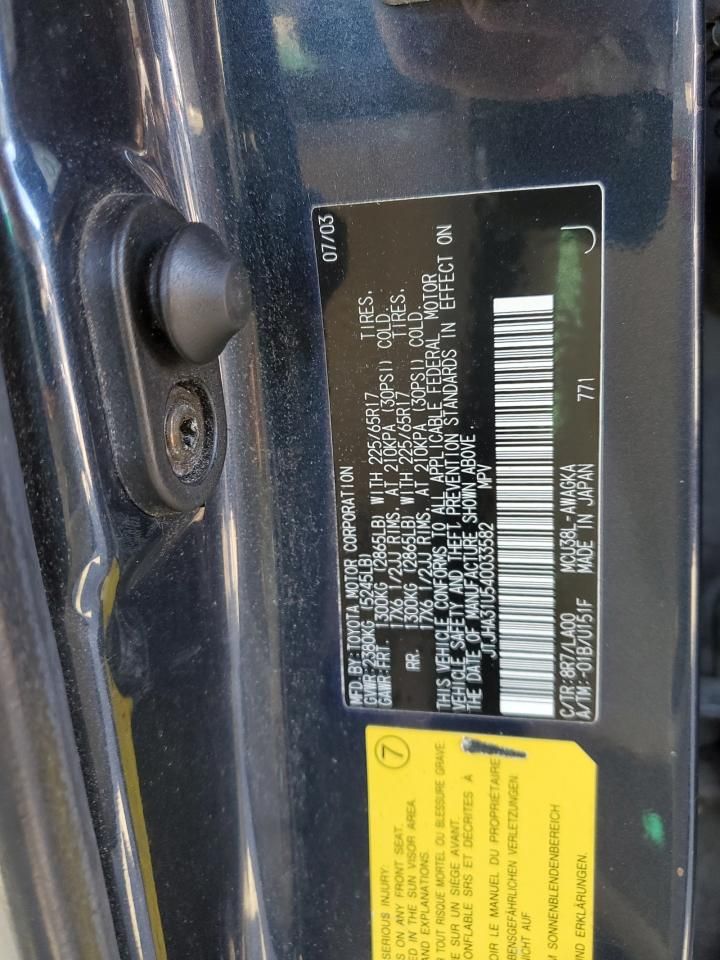 MFD.BY:TOYOTA MOTOR CORPORATION 07/03
GVWR:2380KG (5245LB)
GAWR:FRT. 1300KG (2865LB) WITH 225/65R17 TIRES,
17X6 1/2JJ RIMS, AT 210KPA (30PSI) COLD.
RR. 1300KG (2865LB) WITH 225/65R17 TIRES,
17X6 1/2JJ RIMS, AT 210KPA (30PSI) COLD.
THIS VEHICLE CONFORMS TO ALL APPLICABLE FEDERAL MOTOR
VEHICLE SAFETY AND THEFT PREVENTION STANDARDS IN EFFECT ON
THE DATE OF MANUFACTURE SHOWN ABOVE.
JTJHA31U540033582 MPV
C/TR:8R7/LA00 MCU38L-AWAGKA 771
A/TM:-01B/U151F MADE IN JAPAN J
7
SERIOUS INJURY:
S ON ANY FRONT SEAT.
ED IN THE SUN VISOR AREA.
AND EXPLANATIONS.
T TOUT RISQUE MORTEL OU BLESSURE GRAVE.
E SUR UN SIÈGE AVANT.
ONFLABLE SRS ET DÉCRITES À
OIR LE MANUEL DU PROPRIÉTAIRE
BENSGEFÄHRLICHEN VERLETZUNGEN:
NICHT AUF
M SONNENBLENDENBEREICH
UND ERKLÄRUNGEN.